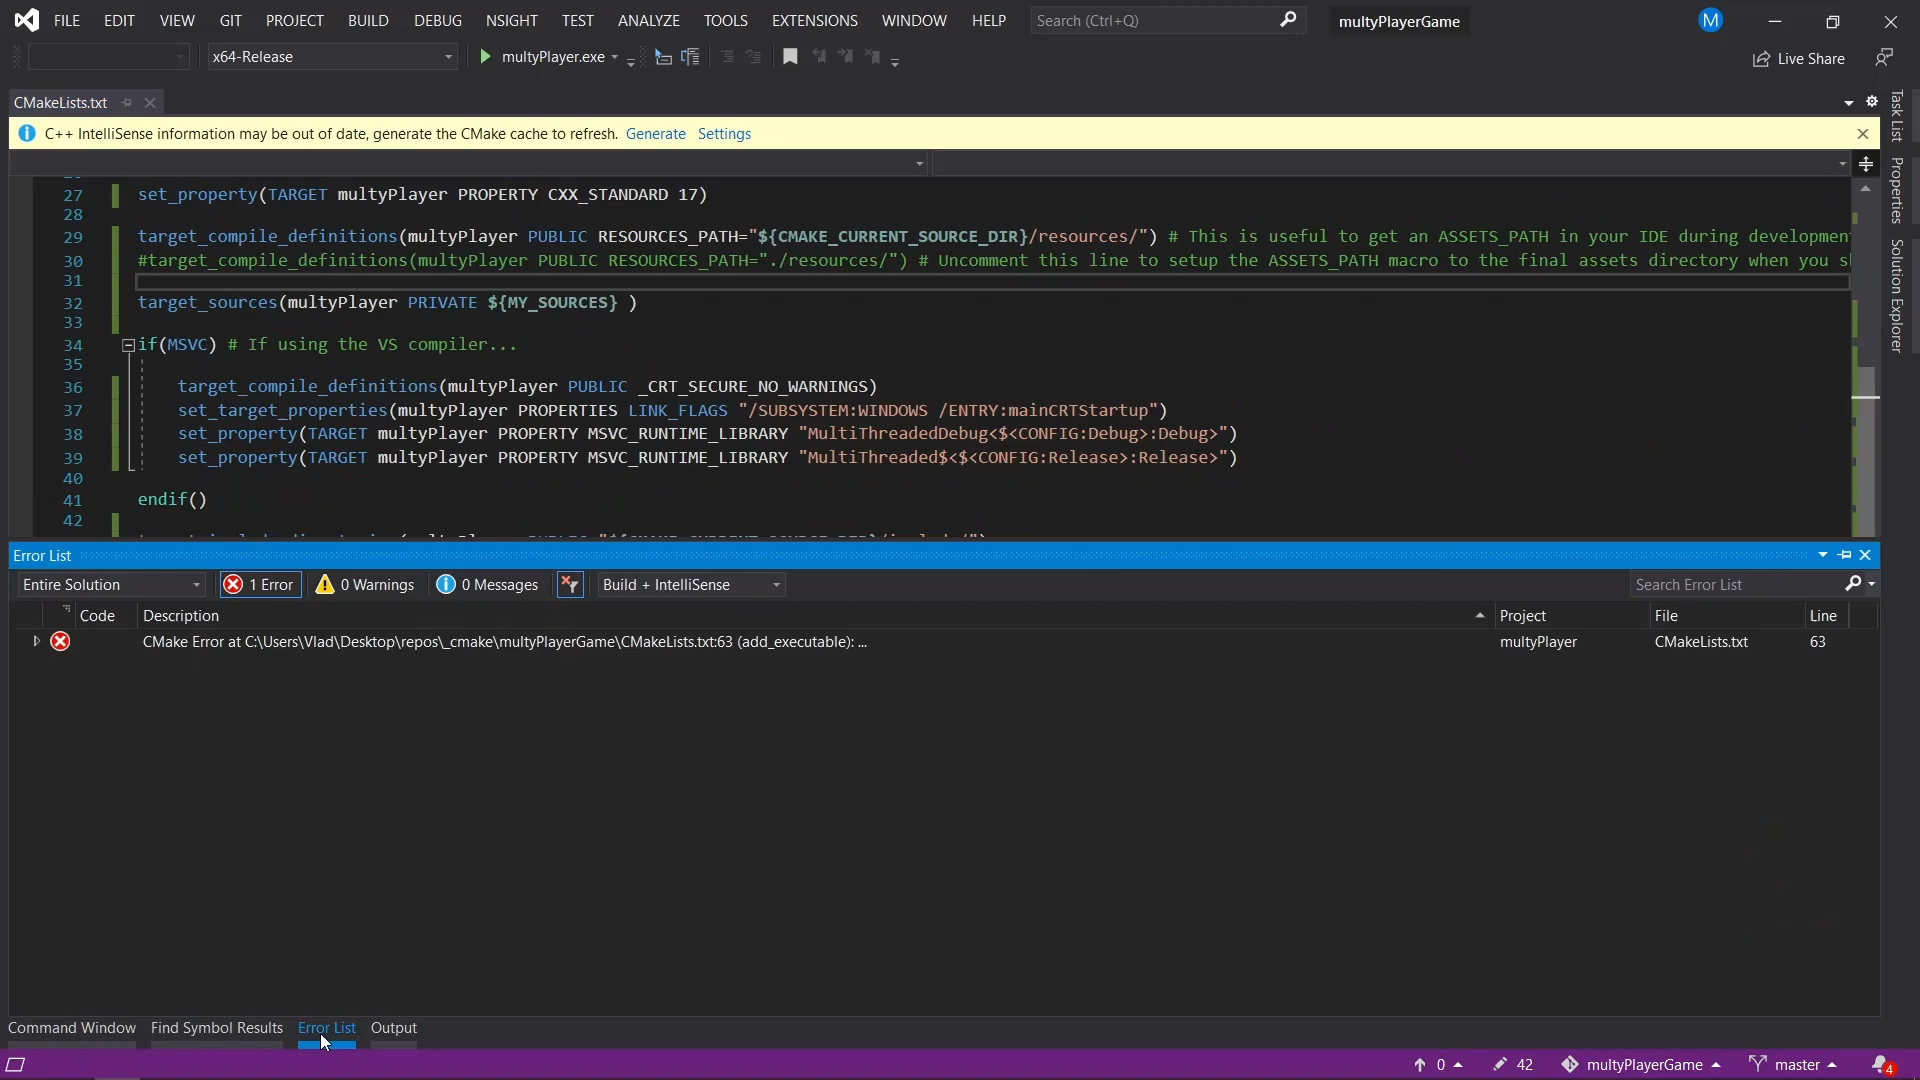 FILE EDIT VIEW GIT PROJECT BUILD DEBUG NSIGHT TEST ANALYZE TOOLS EXTENSIONS WINDOW HELP Search (Ctrl+Q) multyPlayerGame M
x64-Release multyPlayer.exe Live Share
CMakeLists.txt
C++ IntelliSense information may be out of date, generate the CMake cache to refresh. Generate Settings
27 set_property(TARGET multyPlayer PROPERTY CXX_STANDARD 17)
28
29 target_compile_definitions(multyPlayer PUBLIC RESOURCES_PATH="${CMAKE_CURRENT_SOURCE_DIR}/resources/") # This is useful to get an ASSETS_PATH in your IDE during developmen
30 #target_compile_definitions(multyPlayer PUBLIC RESOURCES_PATH="./resources/") # Uncomment this line to setup the ASSETS_PATH macro to the final assets directory when you s
31
32 target_sources(multyPlayer PRIVATE ${MY_SOURCES} )
33
34 if(MSVC) # If using the VS compiler...
35
36 target_compile_definitions(multyPlayer PUBLIC _CRT_SECURE_NO_WARNINGS)
37 set_target_properties(multyPlayer PROPERTIES LINK_FLAGS "/SUBSYSTEM:WINDOWS /ENTRY:mainCRTStartup")
38 set_property(TARGET multyPlayer PROPERTY MSVC_RUNTIME_LIBRARY "MultiThreadedDebug<$<CONFIG:Debug>:Debug>")
39 set_property(TARGET multyPlayer PROPERTY MSVC_RUNTIME_LIBRARY "MultiThreaded$<$<CONFIG:Release>:Release>")
40
41 endif()
42
Task List
Properties
Solution Explorer
Error List
Entire Solution 1 Error 0 Warnings 0 Messages Build + IntelliSense Search Error List
Code Description Project File Line
CMake Error at C:\Users\Vlad\Desktop\repos\_cmake\multyPlayerGame\CMakeLists.txt:63 (add_executable): ... multyPlayer CMakeLists.txt 63
Command Window Find Symbol Results Error List Output
0 42 multyPlayerGame master 4